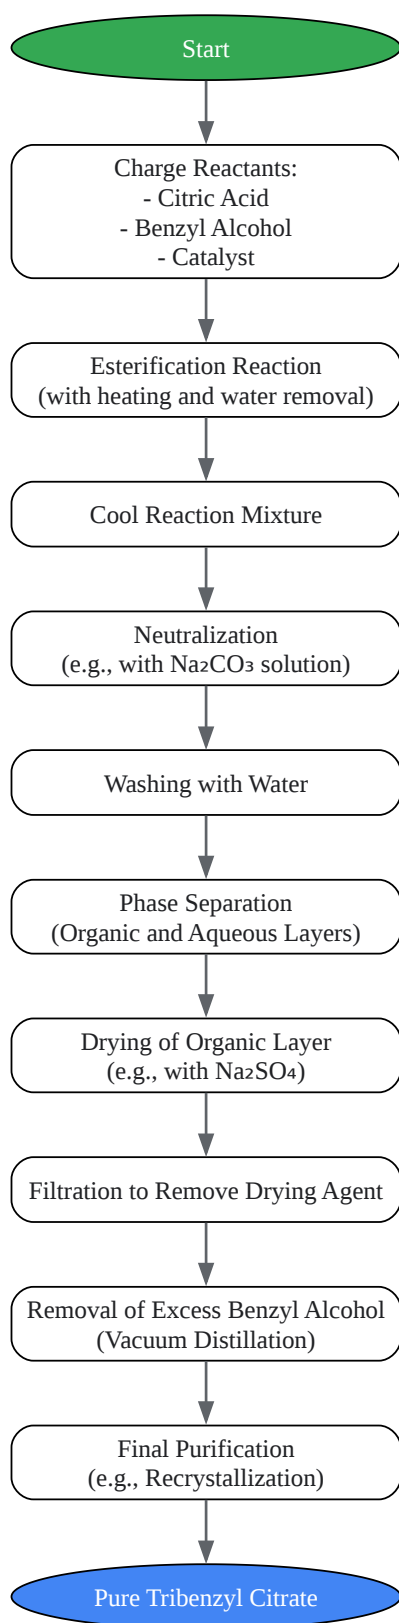 Start
Charge Reactants:
- Citric Acid
- Benzyl Alcohol
- Catalyst
Esterification Reaction
(with heating and water removal)
Cool Reaction Mixture
Neutralization
(e.g., with Na₂CO₃ solution)
Washing with Water
Phase Separation
(Organic and Aqueous Layers)
Drying of Organic Layer
(e.g., with Na₂SO₄)
Filtration to Remove Drying Agent
Removal of Excess Benzyl Alcohol
(Vacuum Distillation)
Final Purification
(e.g., Recrystallization)
Pure Tribenzyl Citrate